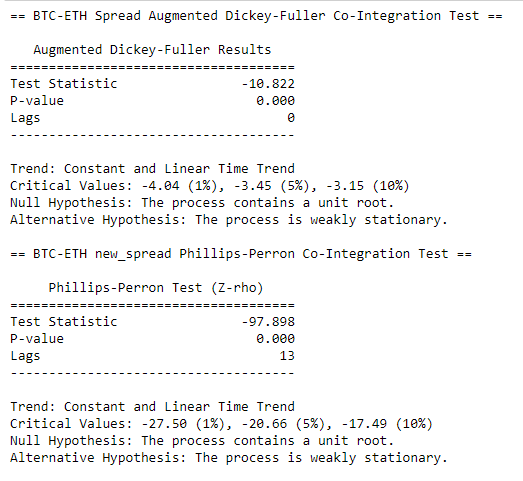 == BTC-ETH Spread Augmented Dickey-Fuller Co-Integration Test ==
Augmented Dickey-Fuller Results
=====================================
Test Statistic -10.822
P-value 0.000
Lags 0
-------------------------------------
Trend: Constant and Linear Time Trend
Critical Values: -4.04 (1%), -3.45 (5%), -3.15 (10%)
Null Hypothesis: The process contains a unit root.
Alternative Hypothesis: The process is weakly stationary.
== BTC-ETH new_spread Phillips-Perron Co-Integration Test ==
Phillips-Perron Test (Z-rho)
=====================================
Test Statistic -97.898
P-value 0.000
Lags 13
-------------------------------------
Trend: Constant and Linear Time Trend
Critical Values: -27.50 (1%), -20.66 (5%), -17.49 (10%)
Null Hypothesis: The process contains a unit root.
Alternative Hypothesis: The process is weakly stationary.